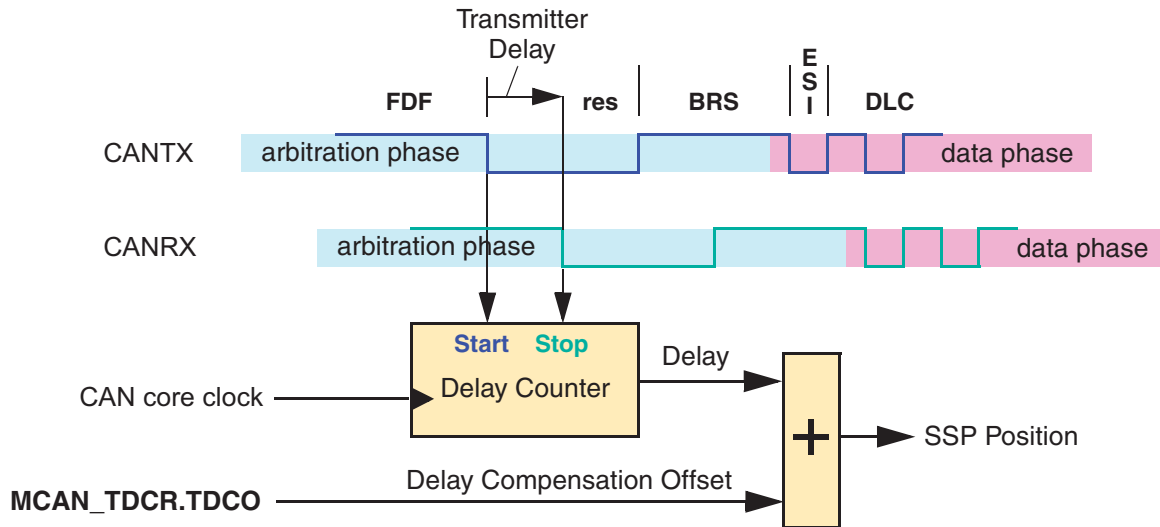 Transmitter
Delay
FDF
res
BRS
E
S
I
DLC
CANTX
arbitration phase
data phase
CANRX
arbitration phase
data phase
Start Stop
Delay Counter
Delay
CAN core clock
+
SSP Position
Delay Compensation Offset
MCAN_TDCR.TDCO